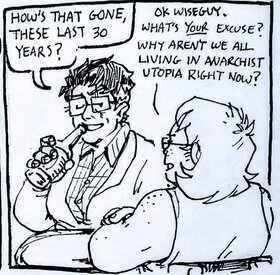 HOW'S THAT GONE,
THESE LAST 30
YEARS?
OK WISEGUY.
WHAT'S YOUR EXCUSE?
WHY AREN'T WE ALL
LIVING IN ANARCHIST
UTOPIA RIGHT NOW?